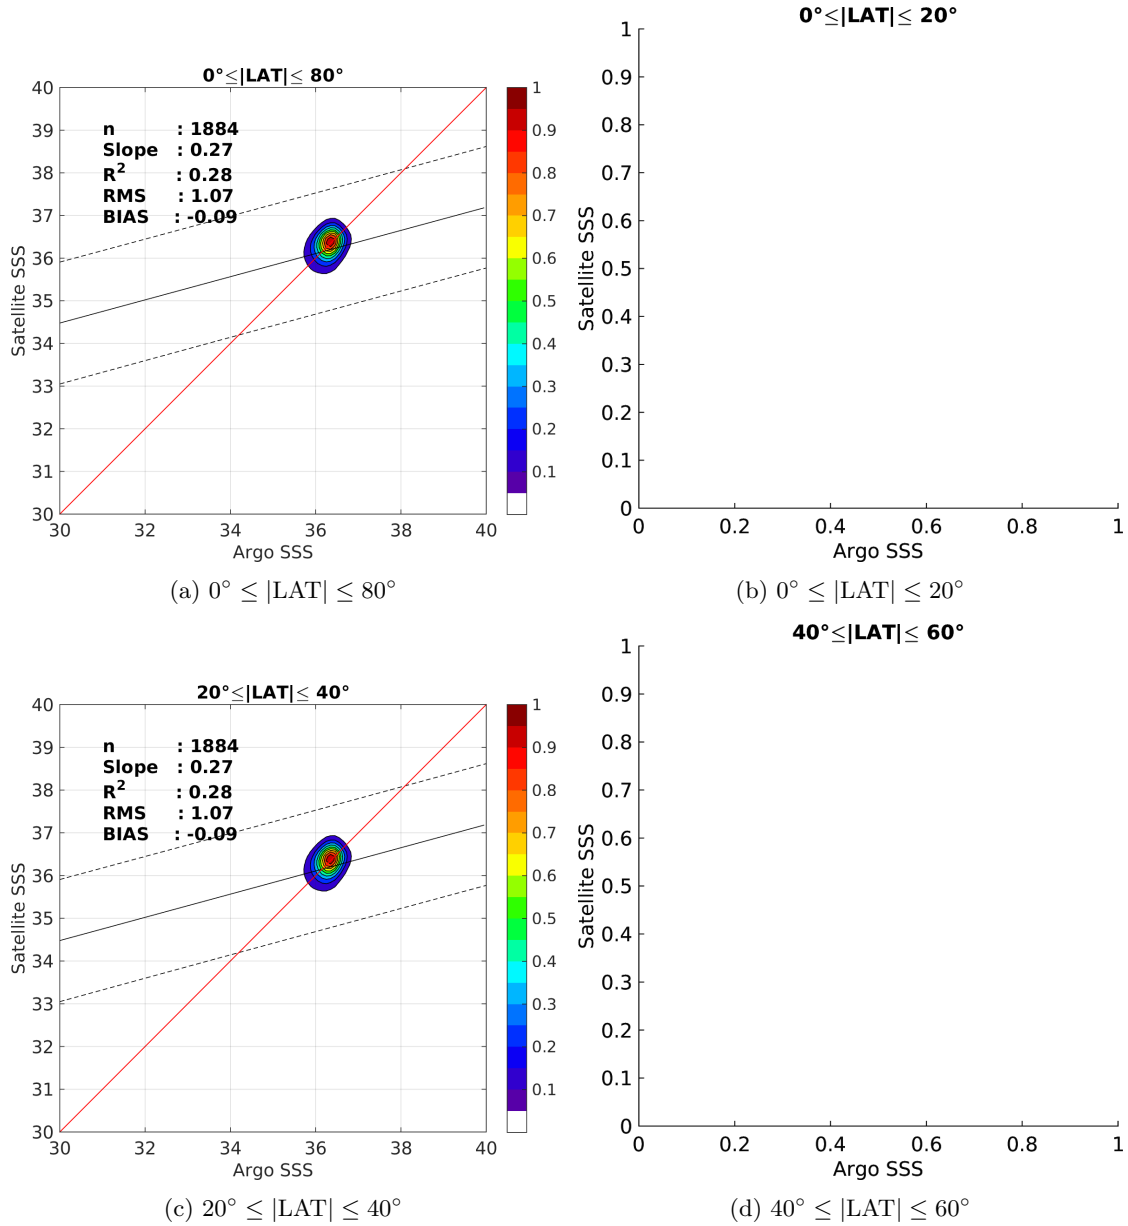 0°≤|LAT|≤ 80°
40
39
38
37
36
35
34
33
32
31
30
Satellite SSS
n : 1884
Slope : 0.27
R² : 0.28
RMS : 1.07
BIAS : -0.09
30 32 34 36 38 40
Argo SSS
1
0.9
0.8
0.7
0.6
0.5
0.4
0.3
0.2
0.1
(a) 0° ≤ |LAT| ≤ 80°
0°≤|LAT|≤ 20°
1
0.9
0.8
0.7
0.6
0.5
0.4
0.3
0.2
0.1
0
Satellite SSS
0 0.2 0.4 0.6 0.8 1
Argo SSS
(b) 0° ≤ |LAT| ≤ 20°
20°≤|LAT|≤ 40°
40
39
38
37
36
35
34
33
32
31
30
Satellite SSS
n : 1884
Slope : 0.27
R² : 0.28
RMS : 1.07
BIAS : -0.09
30 32 34 36 38 40
Argo SSS
1
0.9
0.8
0.7
0.6
0.5
0.4
0.3
0.2
0.1
(c) 20° ≤ |LAT| ≤ 40°
40°≤|LAT|≤ 60°
1
0.9
0.8
0.7
0.6
0.5
0.4
0.3
0.2
0.1
0
Satellite SSS
0 0.2 0.4 0.6 0.8 1
Argo SSS
(d) 40° ≤ |LAT| ≤ 60°